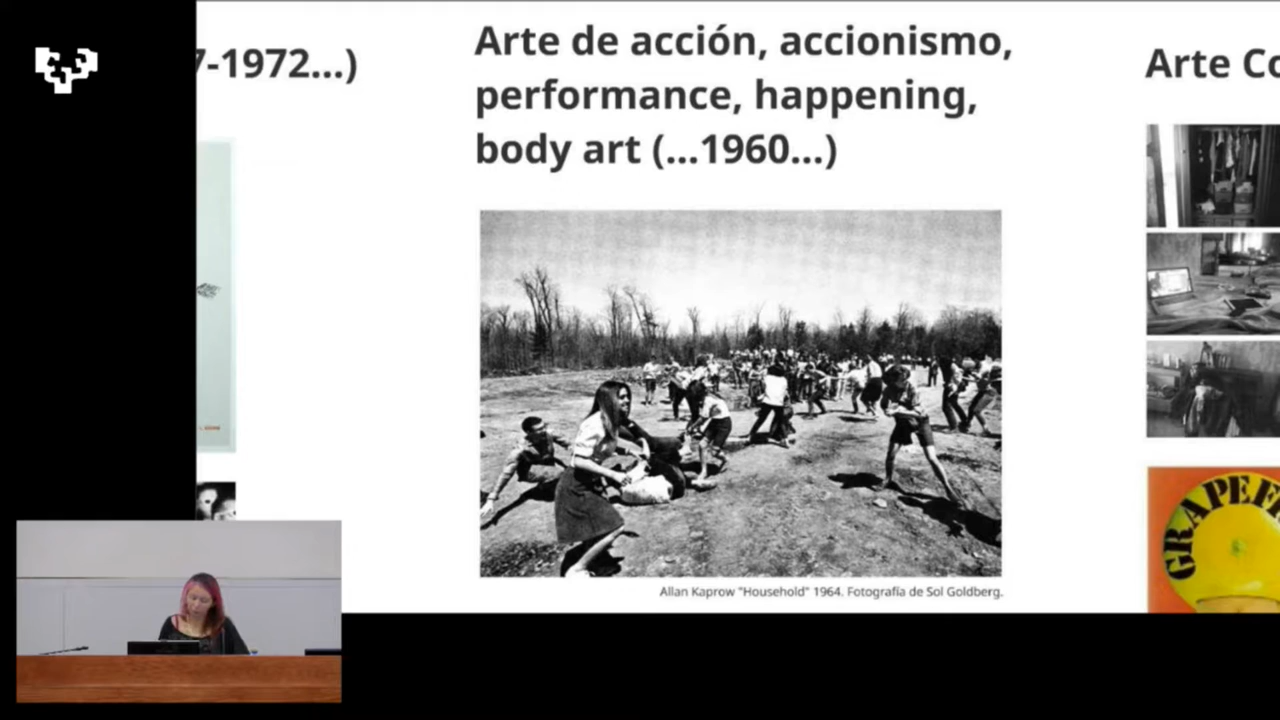 7-1972...)
Arte de acción, accionismo,
performance, happening,
body art (...1960...)
Allan Kaprow "Household" 1964. Fotografía de Sol Goldberg.
Arte Co
GRAPEF